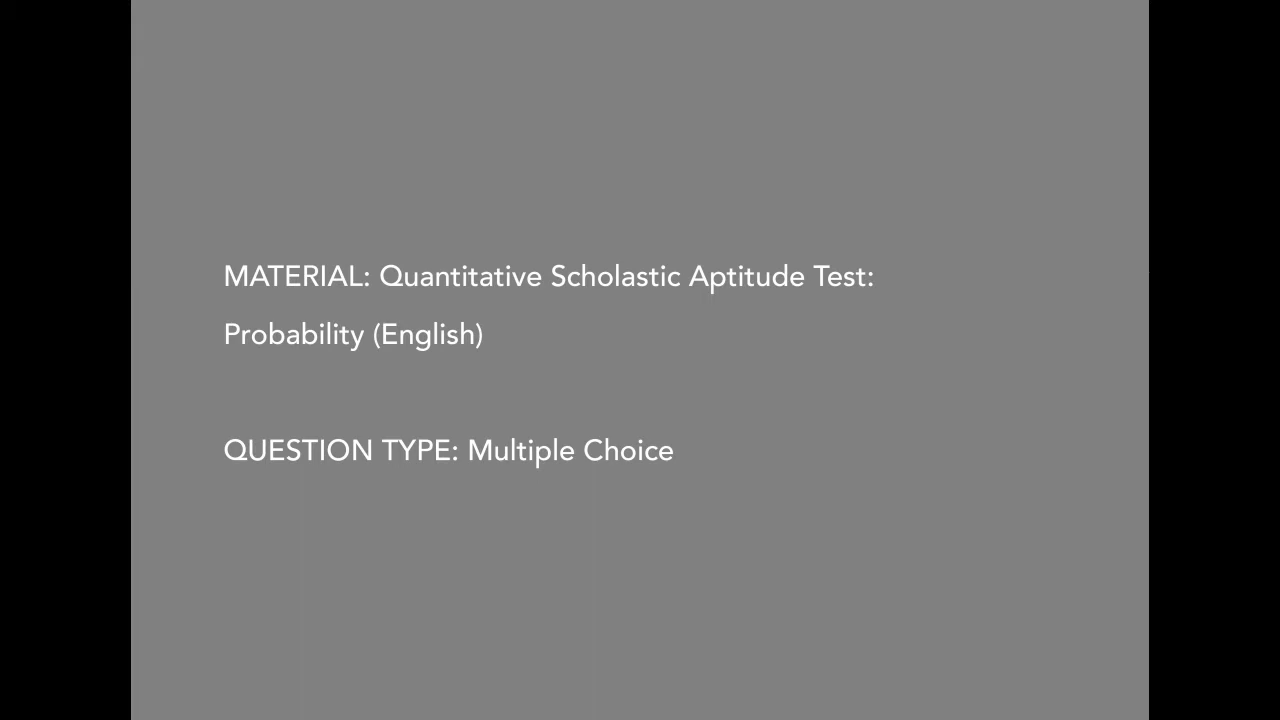 MATERIAL: Quantitative Scholastic Aptitude Test:
Probability (English)
QUESTION TYPE: Multiple Choice